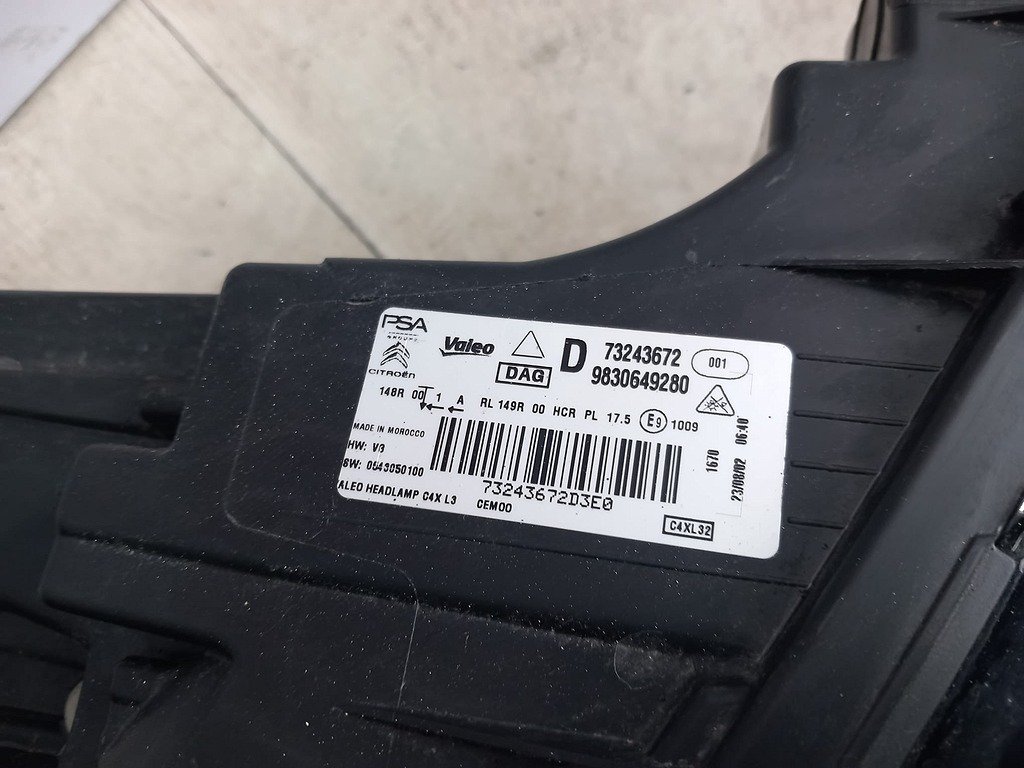 PSA
GROUPE
CITROËN
Valeo
DAG
D 73243672 001
9830649280
148R 00 1 A RL 149R 00 HCR PL 17.5 E9 1009
MADE IN MOROCCO
HW: V3
SW: 0543050100
73243672D3E0
ALEO HEADLAMP C4X L3 CEM00
C4XL32
1670
23/08/02 06:40